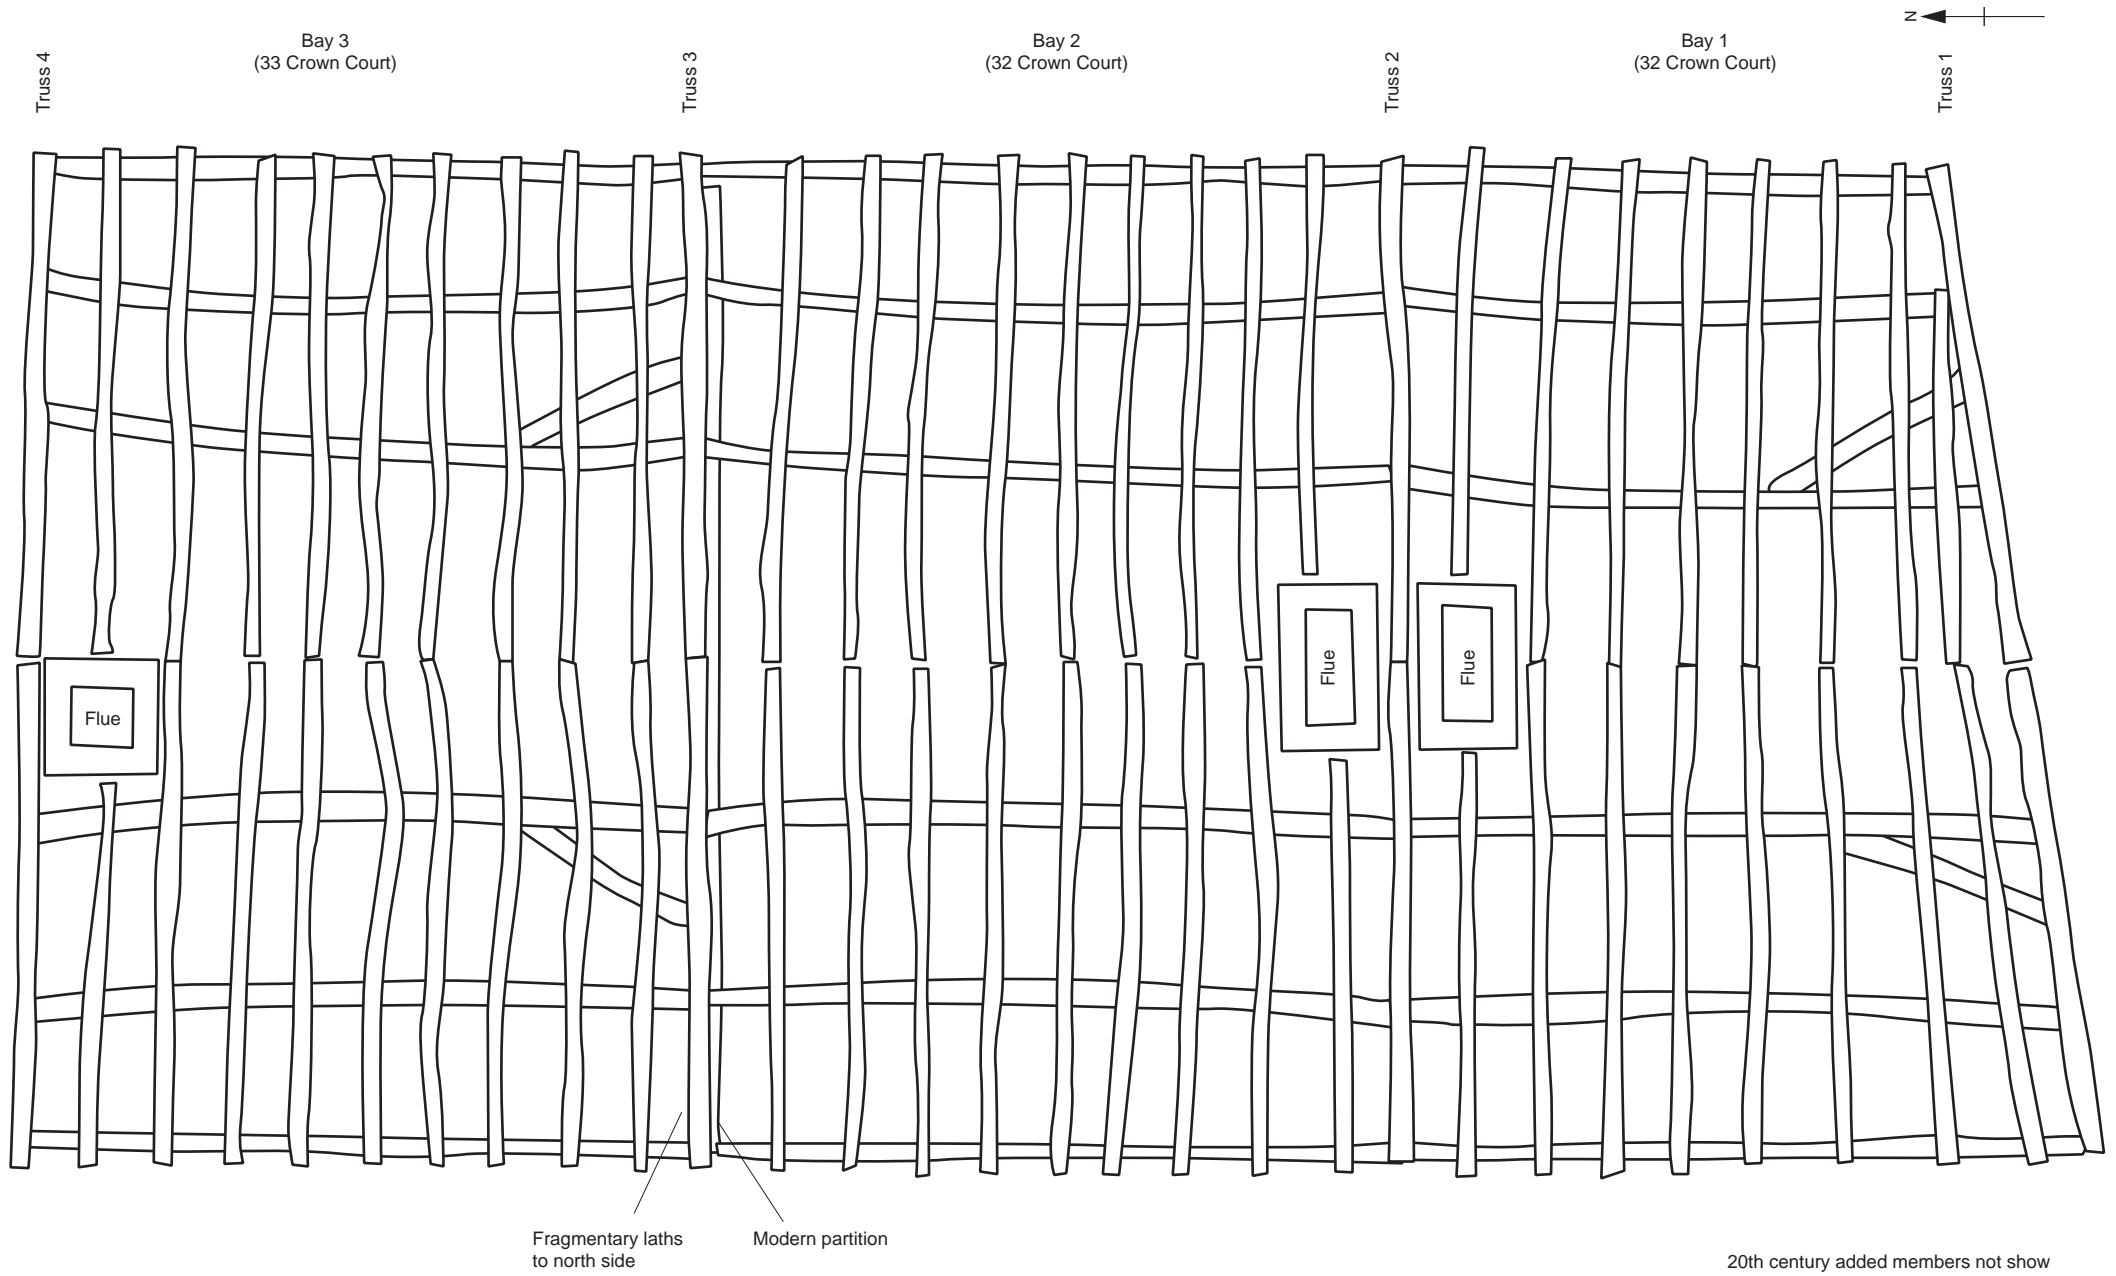 N
Bay 3
(33 Crown Court)
Bay 2
(32 Crown Court)
Bay 1
(32 Crown Court)
Truss 4
Truss 3
Truss 2
Truss 1
Flue
Flue
Flue
Fragmentary laths
to north side
Modern partition
20th century added members not show